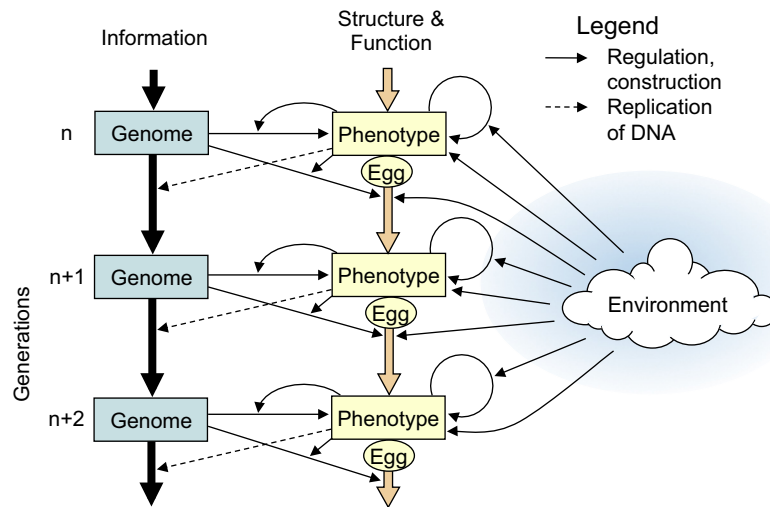 Information
Structure &
Function
Legend
Regulation,
construction
Replication
of DNA
n
Genome
Phenotype
Egg
n+1
Genome
Phenotype
Egg
Environment
Generations
n+2
Genome
Phenotype
Egg